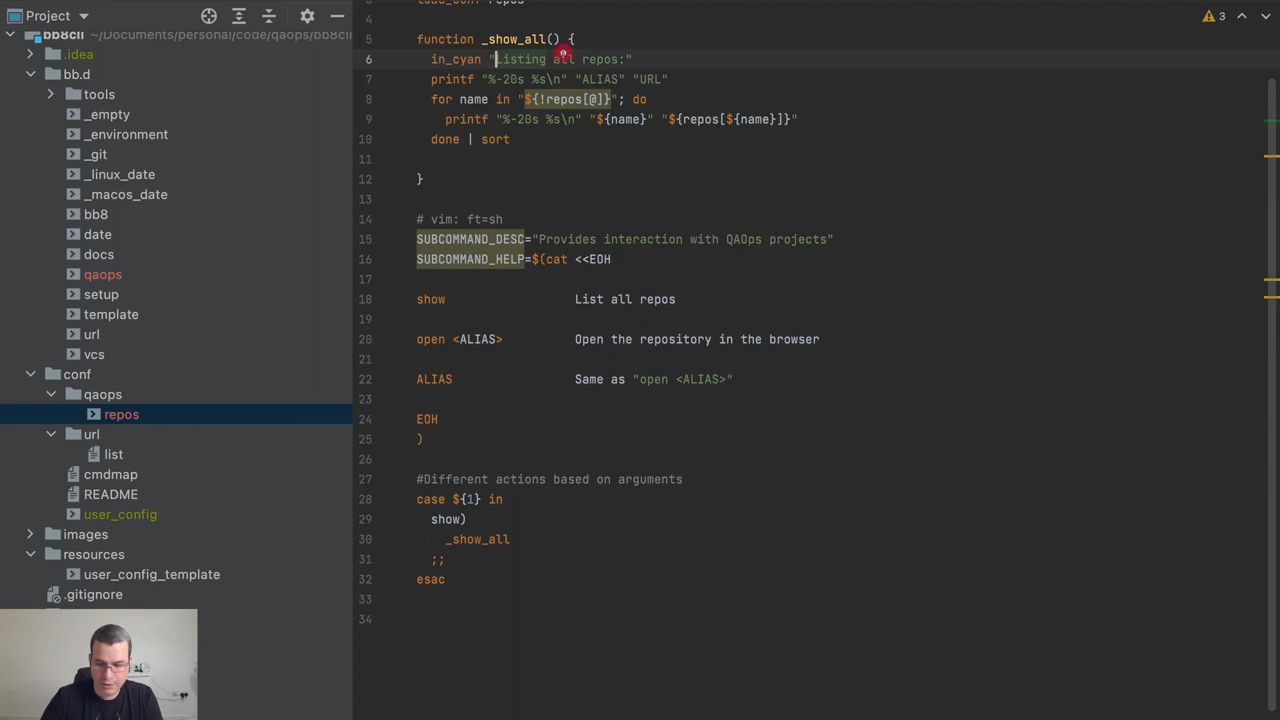 Project
3
bb8cli ~/Documents/personal/code/qaops/bb8cli
.idea
bb.d
tools
_empty
_environment
_git
_linux_date
_macos_date
bb8
date
docs
qaops
setup
template
url
vcs
conf
qaops
repos
url
list
cmdmap
README
user_config
images
resources
user_config_template
.gitignore
4
5 function _show_all() {
6 in_cyan "Listing all repos:"
7 printf "%-20s %s\n" "ALIAS" "URL"
8 for name in "${!repos[@]}"; do
9 printf "%-20s %s\n" "${name}" "${repos[${name}]}"
10 done | sort
11
12 }
13
14 # vim: ft=sh
15 SUBCOMMAND_DESC="Provides interaction with QAOps projects"
16 SUBCOMMAND_HELP=$(cat <<EOH
17
18 show List all repos
19
20 open <ALIAS> Open the repository in the browser
21
22 ALIAS Same as "open <ALIAS>"
23
24 EOH
25 )
26
27 #Different actions based on arguments
28 case ${1} in
29 show)
30 _show_all
31 ;;
32 esac
33
34